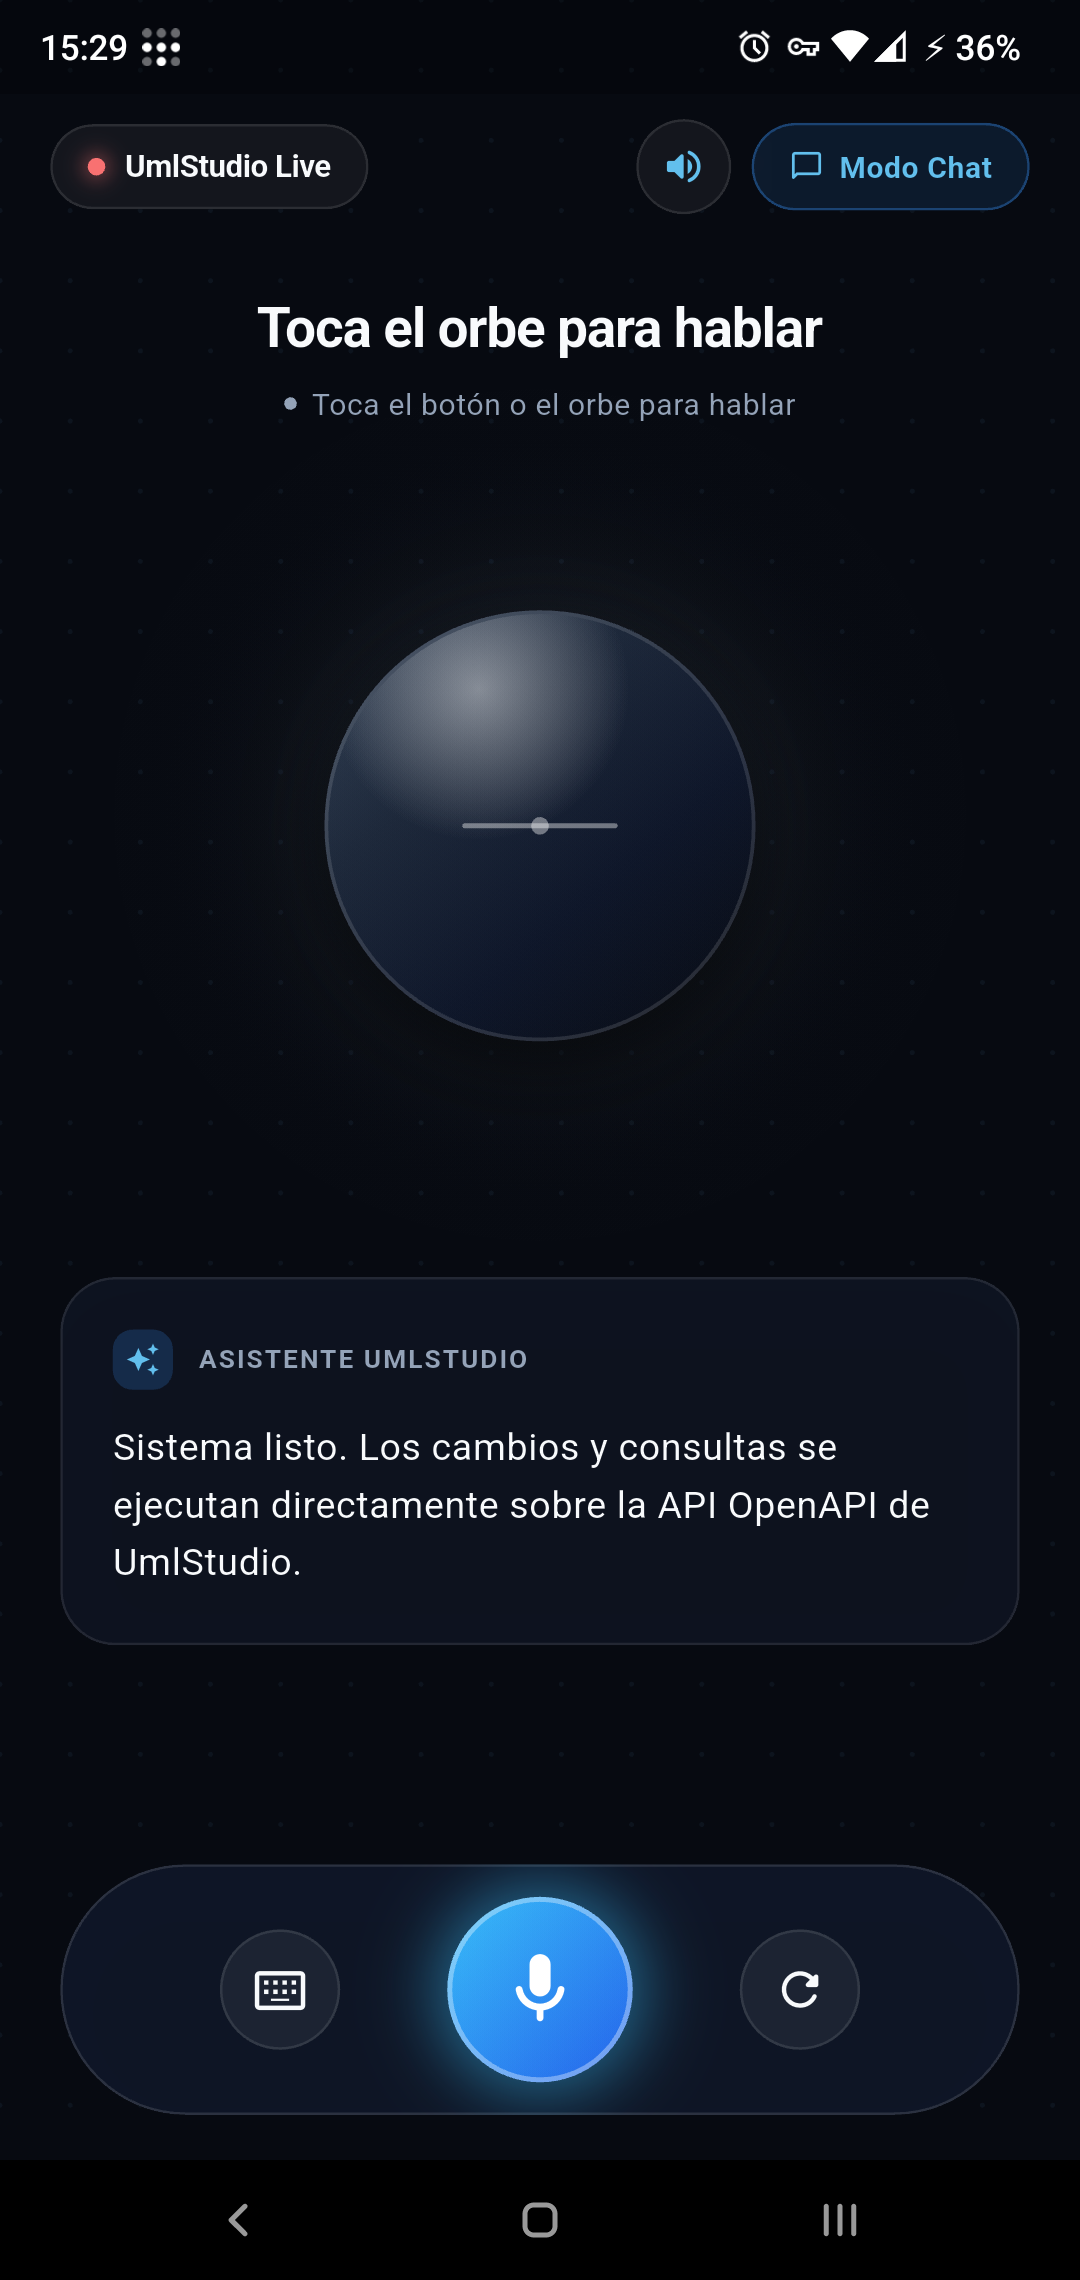 15:29
36%
UmlStudio Live
Modo Chat
Toca el orbe para hablar
Toca el botón o el orbe para hablar
ASISTENTE UMLSTUDIO
Sistema listo. Los cambios y consultas se
ejecutan directamente sobre la API OpenAPI de
UmlStudio.